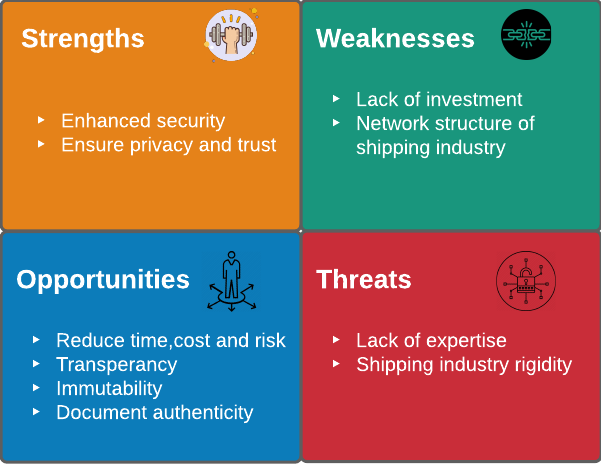 Strengths
Enhanced security
Ensure privacy and trust
Weaknesses
Lack of investment
Network structure of
shipping industry
Opportunities
Reduce time,cost and risk
Transperancy
Immutability
Document authenticity
Threats
Lack of expertise
Shipping industry rigidity